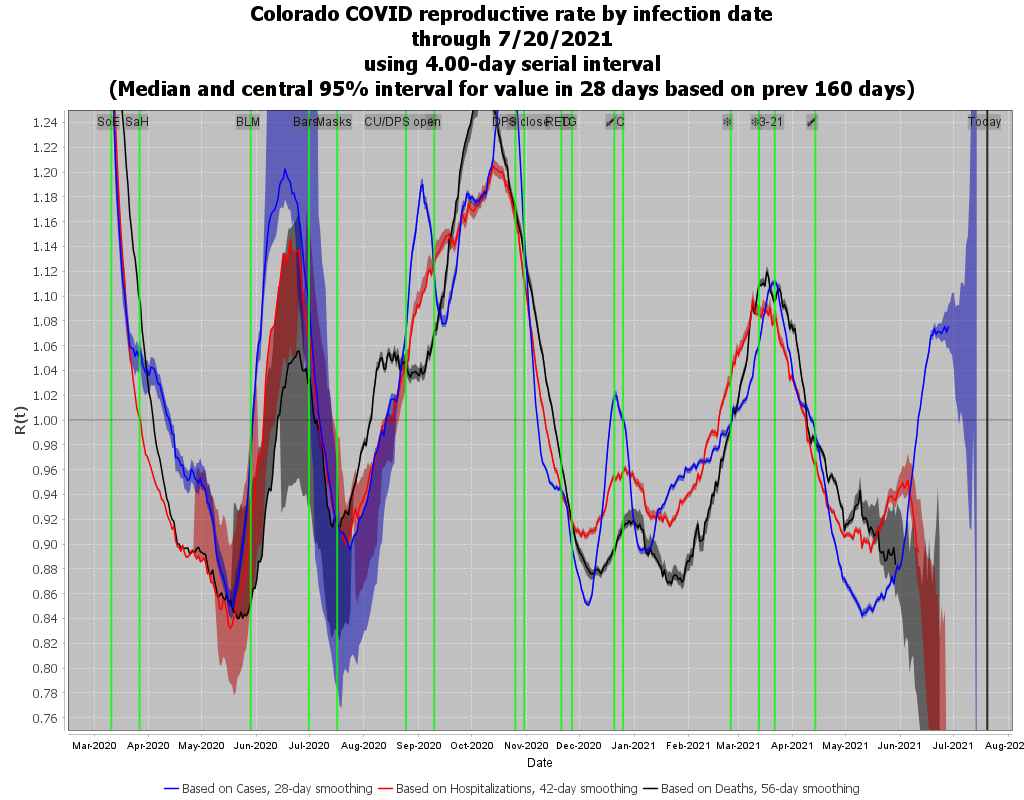 Colorado COVID reproductive rate by infection date
through 7/20/2021
using 4.00-day serial interval
(Median and central 95% interval for value in 28 days based on prev 160 days)
SoE SaH BLM Bars Masks CU/DPS open DPS close RED C 3-21 Today
1.24
1.22
1.20
1.18
1.16
1.14
1.12
1.10
1.08
1.06
1.04
1.02
1.00
0.98
0.96
0.94
0.92
0.90
0.88
0.86
0.84
0.82
0.80
0.78
0.76
R(t)
Mar-2020 Apr-2020 May-2020 Jun-2020 Jul-2020 Aug-2020 Sep-2020 Oct-2020 Nov-2020 Dec-2020 Jan-2021 Feb-2021 Mar-2021 Apr-2021 May-2021 Jun-2021 Jul-2021 Aug-202
Date
Based on Cases, 28-day smoothing Based on Hospitalizations, 42-day smoothing Based on Deaths, 56-day smoothing